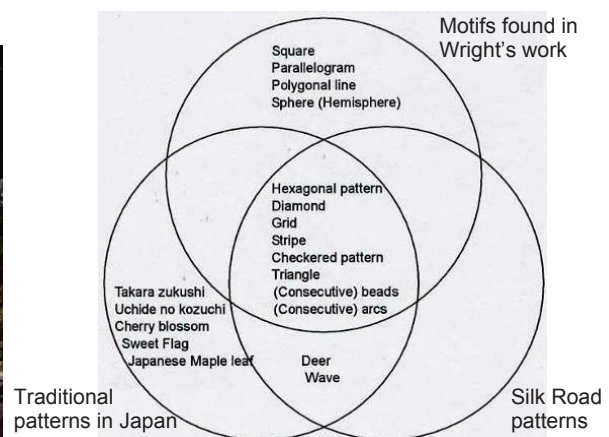 Motifs found in
Wright's work
Square
Parallelogram
Polygonal line
Sphere (Hemisphere)
Hexagonal pattern
Diamond
Grid
Stripe
Checkered pattern
Triangle
(Consecutive) beads
(Consecutive) arcs
Takara zukushi
Uchide no kozuchi
Cherry blossom
Sweet Flag
Japanese Maple leaf
Deer
Wave
Traditional
patterns in Japan
Silk Road
patterns